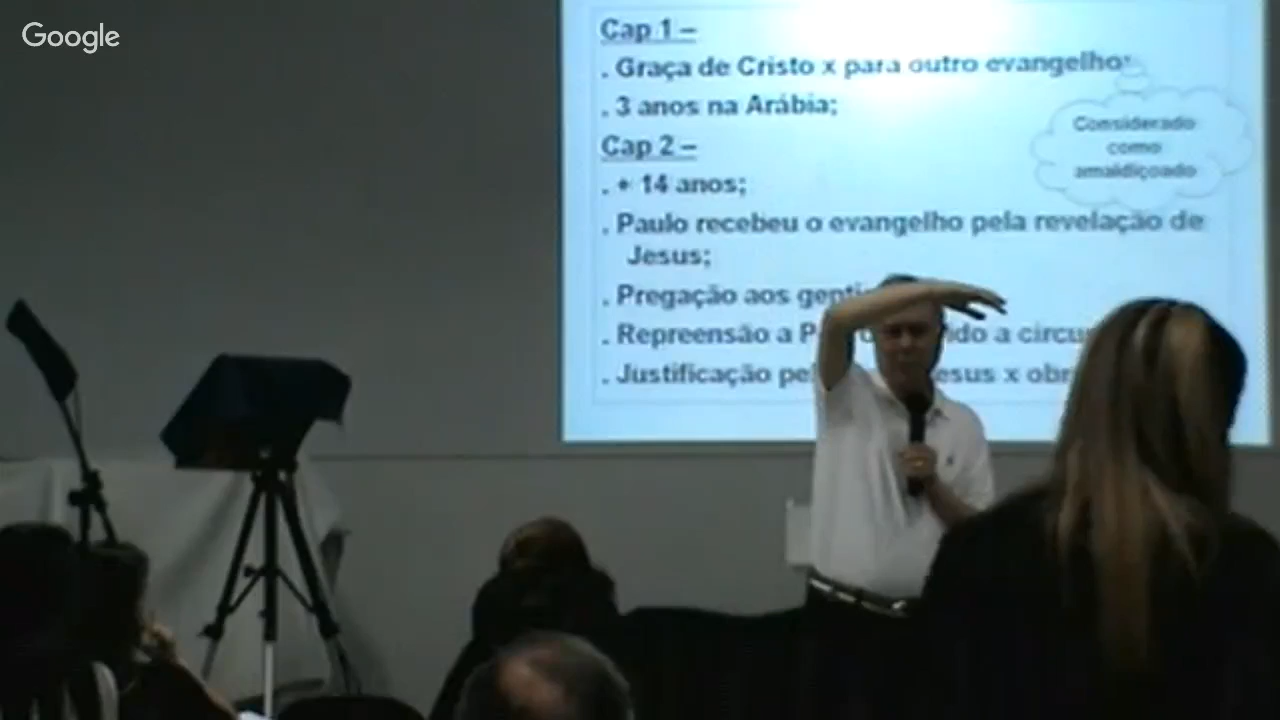 Google
Cap 1 –
. Graça de Cristo x para outro evangelho
. 3 anos na Arábia;
Considerado
como
amaldiçoado
Cap 2 –
. + 14 anos;
. Paulo recebeu o evangelho pela revelação de
Jesus;
. Pregação aos
. Repreensão a a
. Justificação x